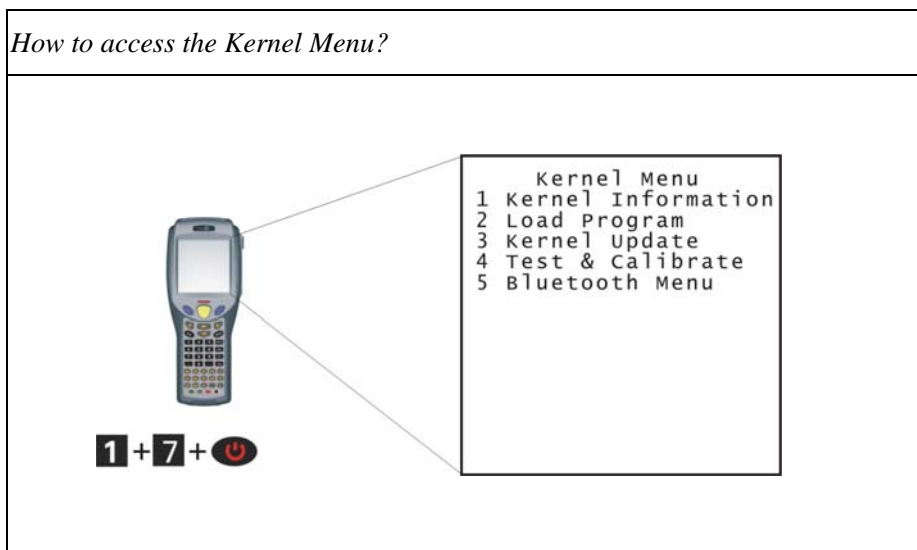 How to access the Kernel Menu?
Kernel Menu
1 Kernel Information
2 Load Program
3 Kernel Update
4 Test & Calibrate
5 Bluetooth Menu
1+7+